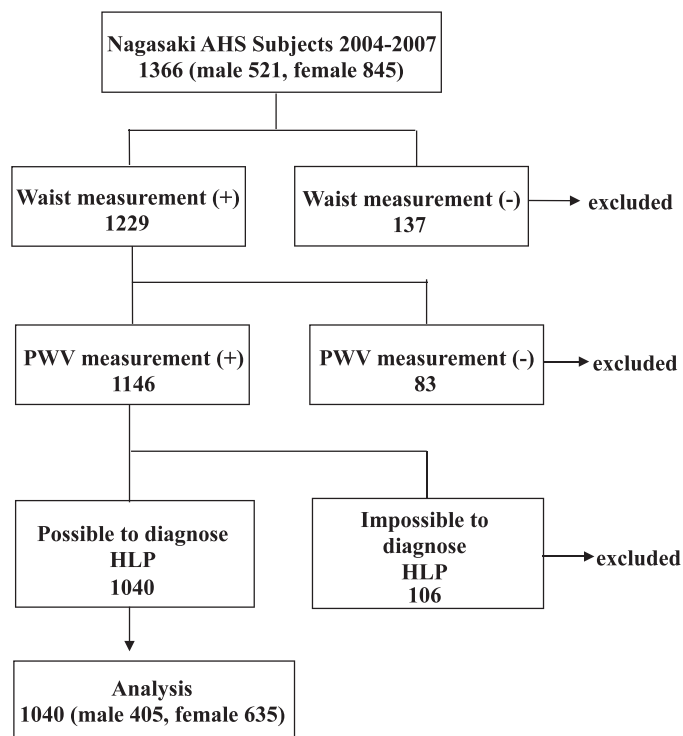 Nagasaki AHS Subjects 2004-2007
1366 (male 521, female 845)
Waist measurement (+)
1229
Waist measurement (-)
137
excluded
PWV measurement (+)
1146
PWV measurement (-)
83
excluded
Possible to diagnose
HLP
1040
Impossible to
diagnose
HLP
106
excluded
Analysis
1040 (male 405, female 635)